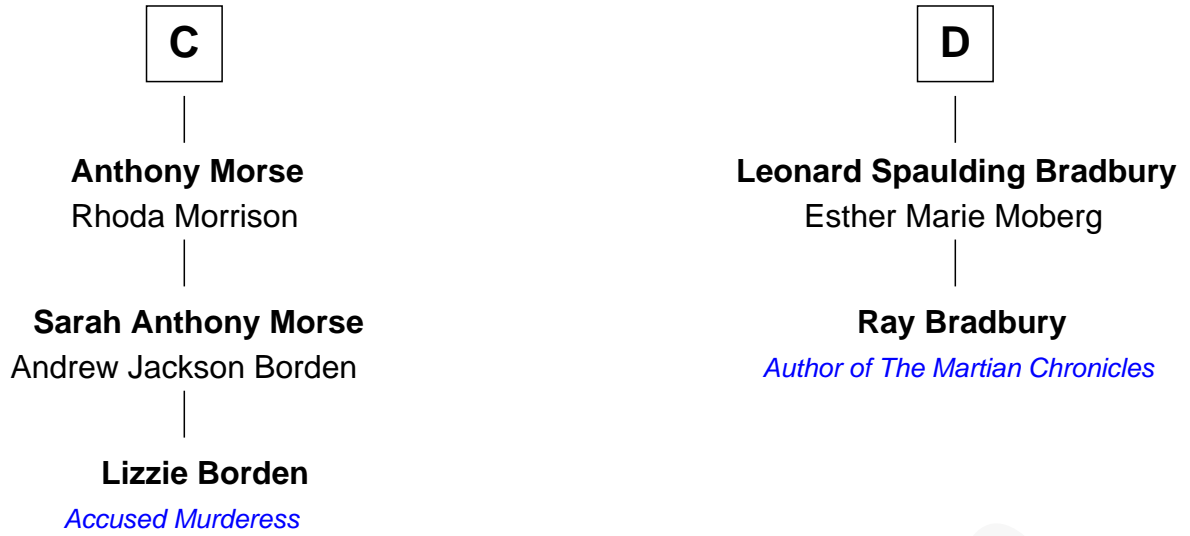 C
Anthony Morse
Rhoda Morrison
Sarah Anthony Morse
Andrew Jackson Borden
Lizzie Borden
Accused Murderess
D
Leonard Spaulding Bradbury
Esther Marie Moberg
Ray Bradbury
Author of The Martian Chronicles